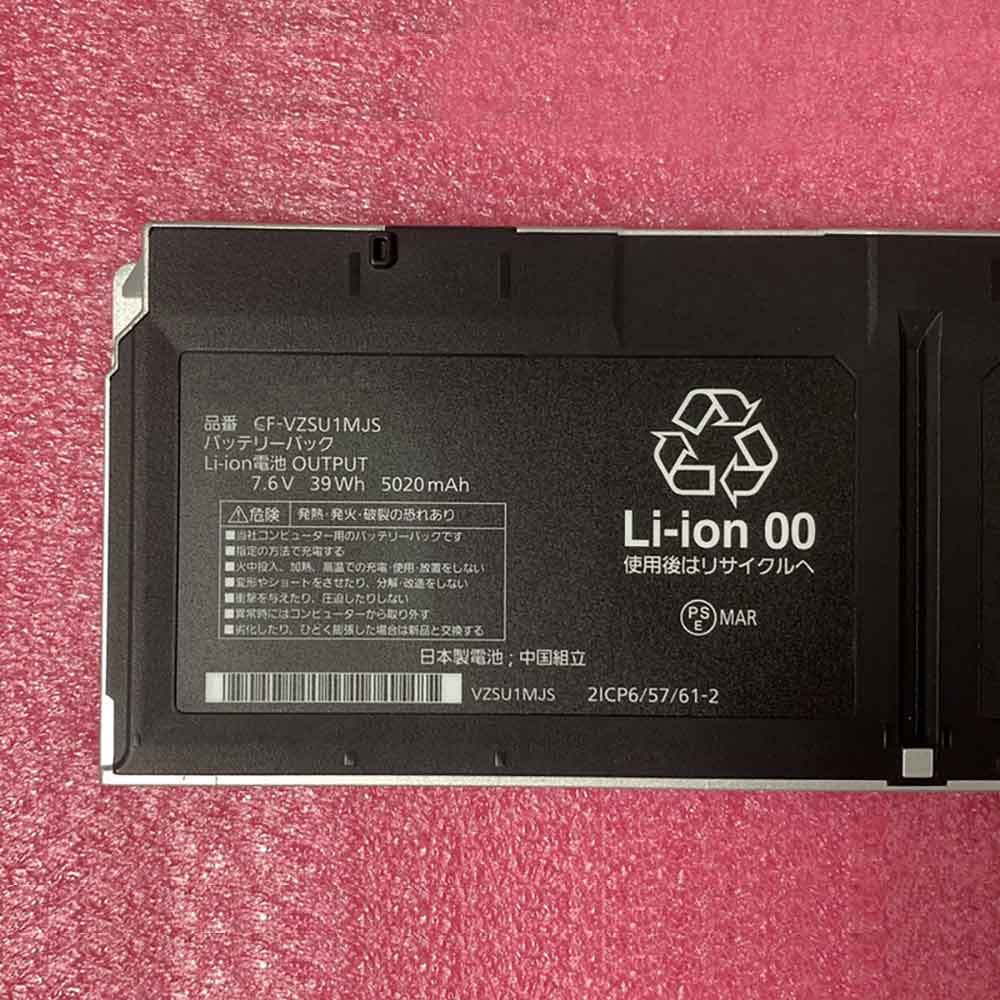 品番 CF-VZSU1MJS
バッテリーパック
Li-ion電池 OUTPUT
7.6V 39Wh 5020mAh
危険 発熱・発火・破裂の恐れあり
■当社コンピューター用のバッテリーパックです
■指定の方法で充電する
■火中投入、加熱、高温での充電・使用・放置をしない
■変形やショートをさせたり、分解・改造をしない
■衝撃を与えたり、圧迫したりしない
■異常時にはコンピューターから取り外す
■劣化したり、ひどく膨張した場合は新品と交換する
Li-ion 00
使用後はリサイクルへ
PSE MAR
日本製電池;中国組立
VZSU1MJS 2ICP6/57/61-2